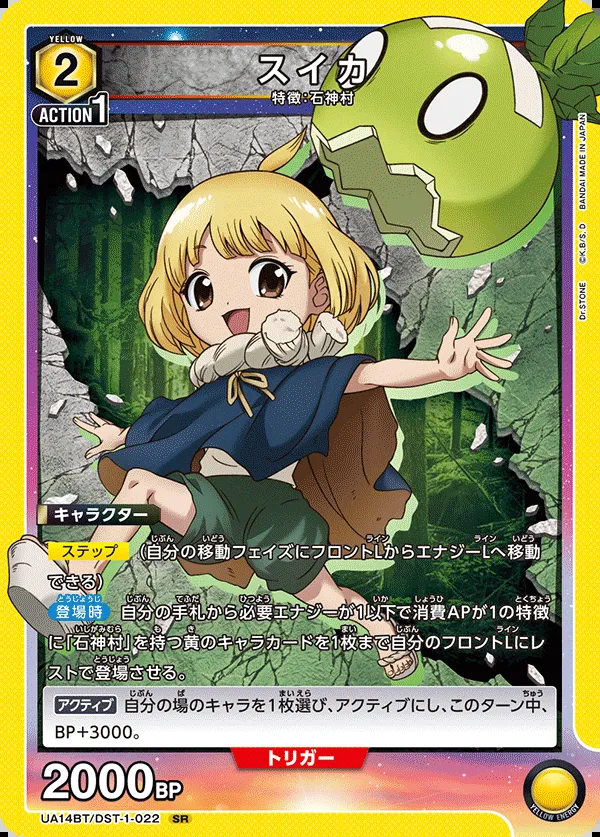 YELLOW
2
ACTION 1
スイカ
特徴:石神村
Dr.STONE ©K.B/S. D BANDAI MADE IN JAPAN
キャラクター
ステップ (自分の移動フェイズにフロントLからエナジーLへ移動
できる)
登場時 自分の手札から必要エナジーが1以下で消費APが1の特徴
に「石神村」を持つ黄のキャラカードを1枚まで自分のフロントLにレ
ストで登場させる。
アクティブ 自分の場のキャラを1枚選び、アクティブにし、このターン中、
BP+3000。
トリガー
2000BP
UA14BT/DST-1-022 SR
YELLOW ENERGY